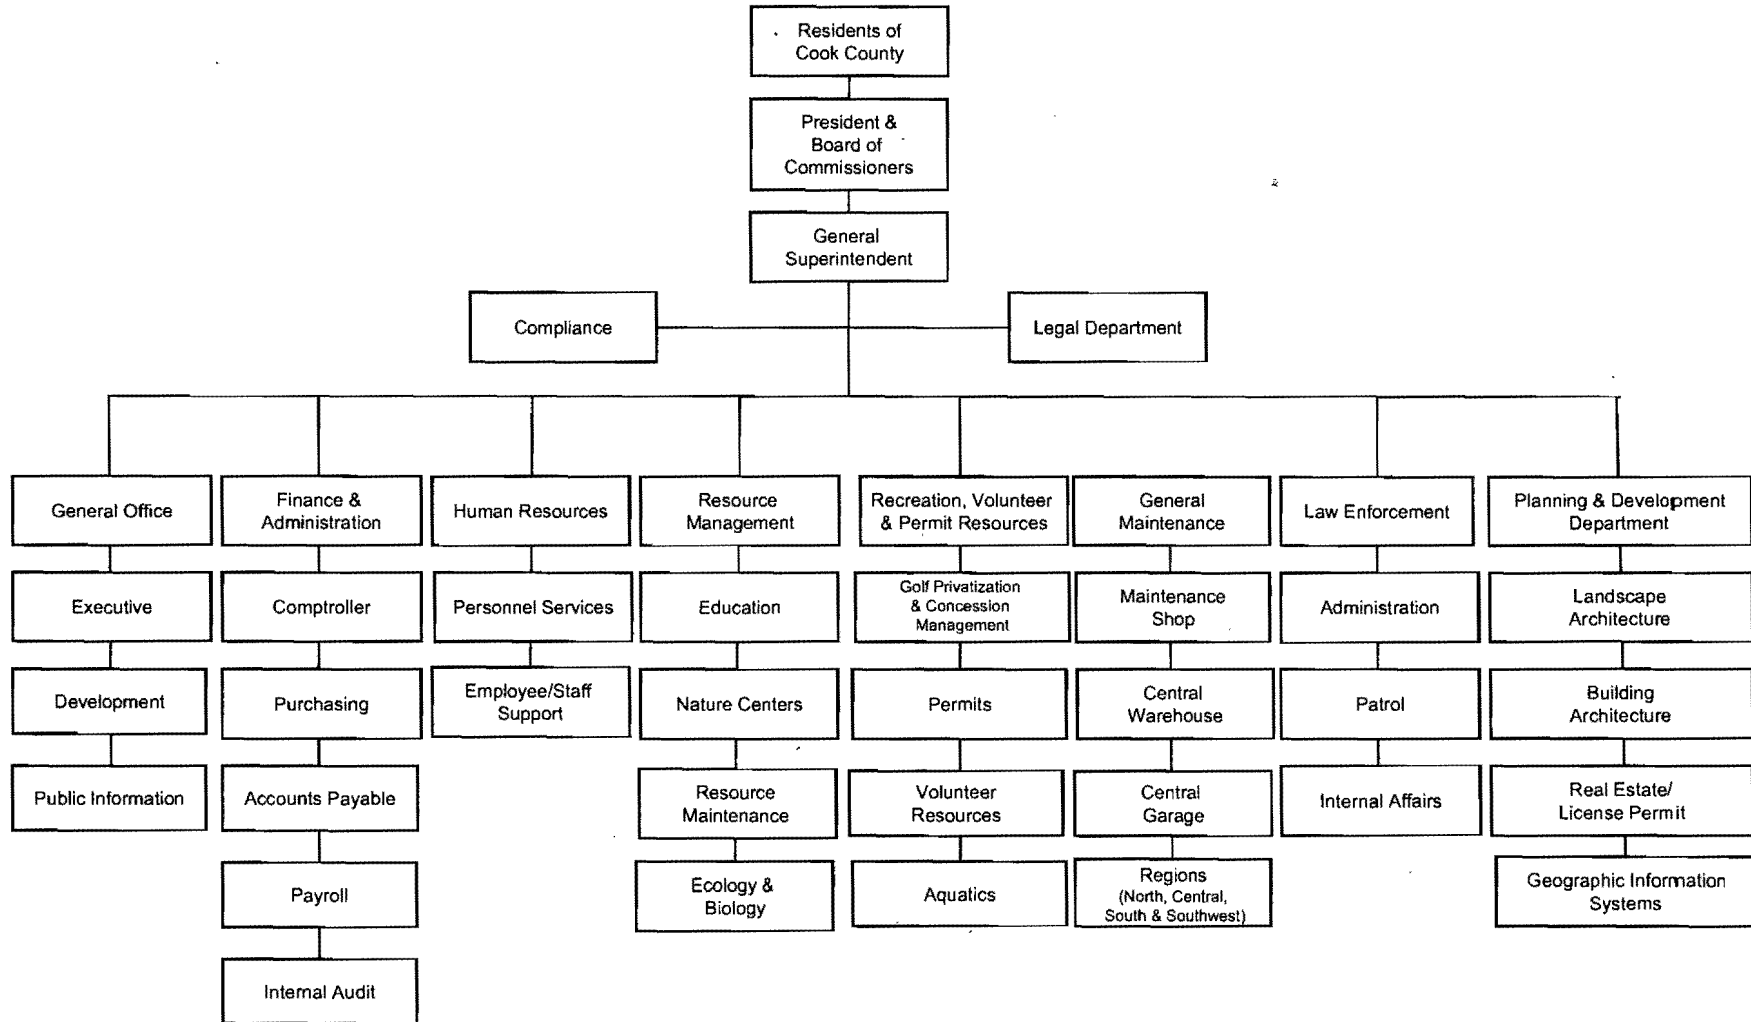 Residents of
Cook County
President &
Board of
Commissioners
General
Superintendent
Compliance
Legal Department
General Office
Finance &
Administration
Human Resources
Resource
Management
Recreation, Volunteer
& Permit Resources
General
Maintenance
Law Enforcement
Planning & Development
Department
Executive
Comptroller
Personnel Services
Education
Golf Privatization
& Concession
Management
Maintenance
Shop
Administration
Landscape
Architecture
Development
Purchasing
Employee/Staff
Support
Nature Centers
Permits
Central
Warehouse
Patrol
Building
Architecture
Public Information
Accounts Payable
Resource
Maintenance
Volunteer
Resources
Central
Garage
Internal Affairs
Real Estate/
License Permit
Payroll
Ecology &
Biology
Aquatics
Regions
(North, Central,
South & Southwest)
Geographic Information
Systems
Internal Audit